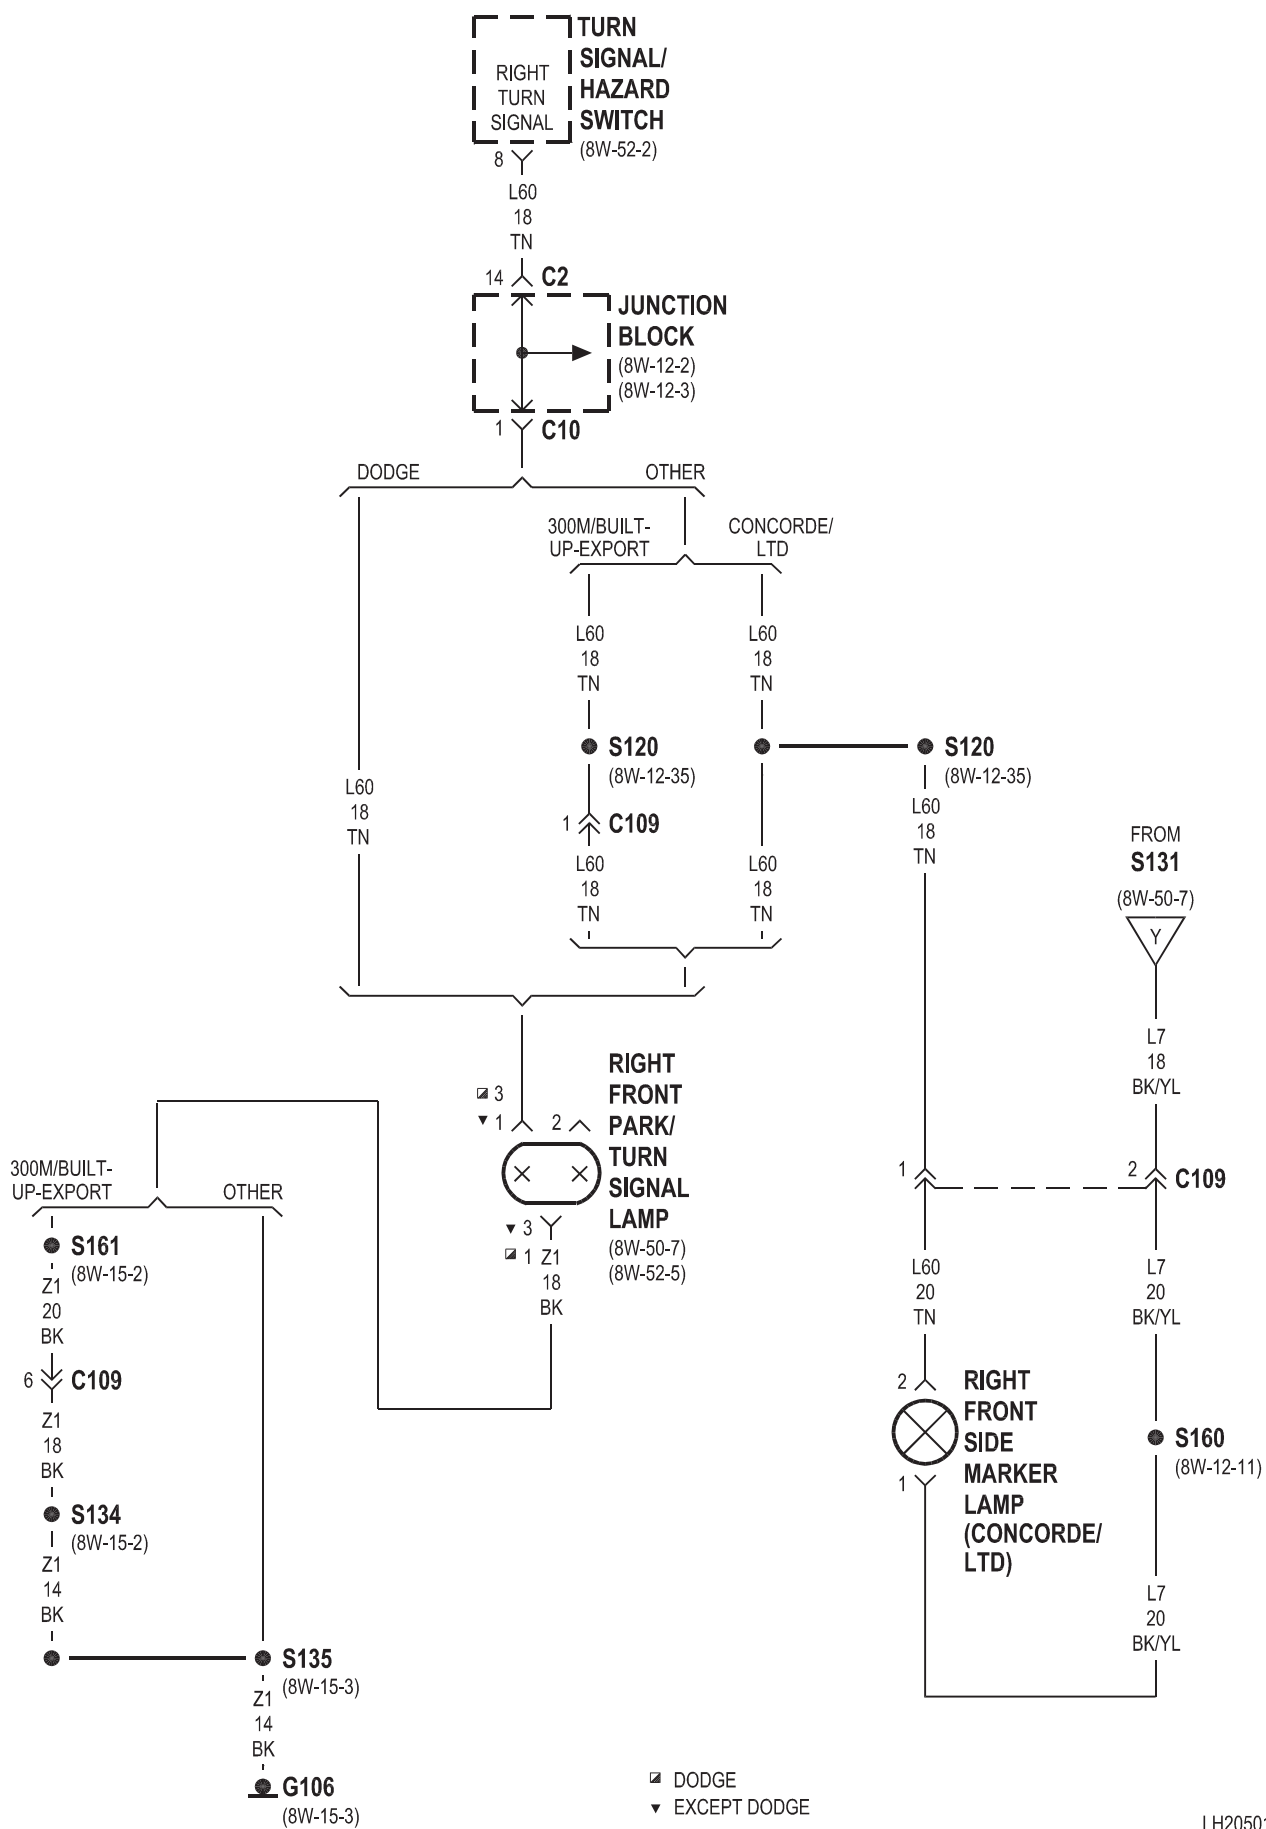 TURN
SIGNAL/
HAZARD
SWITCH
(8W-52-2)
RIGHT
TURN
SIGNAL
8
L60
18
TN
14 C2
JUNCTION
BLOCK
(8W-12-2)
(8W-12-3)
1 C10
DODGE
OTHER
300M/BUILT-
UP-EXPORT
CONCORDE/
LTD
L60
18
TN
L60
18
TN
S120
(8W-12-35)
S120
(8W-12-35)
L60
18
TN
1 C109
L60
18
TN
L60
18
TN
L60
18
TN
FROM
S131
(8W-50-7)
Y
L7
18
BK/YL
RIGHT
FRONT
PARK/
TURN
SIGNAL
LAMP
(8W-50-7)
(8W-52-5)
3
1
2
3
1
Z1
18
BK
1
2 C109
300M/BUILT-
UP-EXPORT
OTHER
S161
(8W-15-2)
Z1
20
BK
6 C109
Z1
18
BK
S134
(8W-15-2)
Z1
14
BK
S135
(8W-15-3)
Z1
14
BK
G106
(8W-15-3)
L60
20
TN
L7
20
BK/YL
2
1
RIGHT
FRONT
SIDE
MARKER
LAMP
(CONCORDE/
LTD)
S160
(8W-12-11)
L7
20
BK/YL
DODGE
EXCEPT DODGE
LH20501